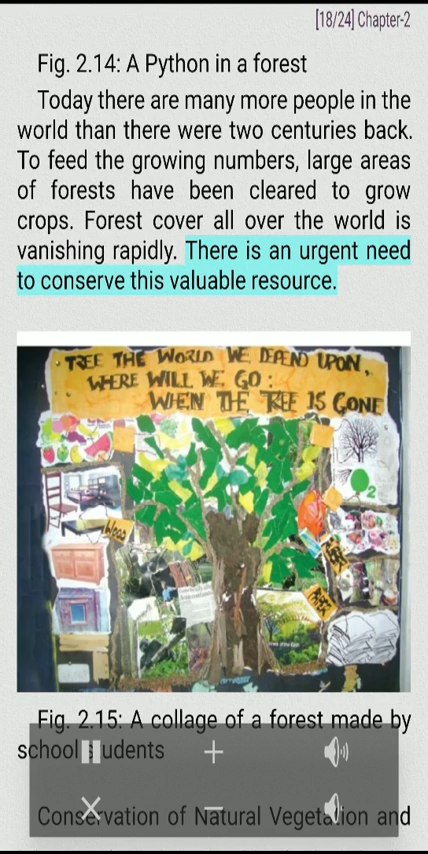 [18/24] Chapter-2
Fig. 2.14: A Python in a forest
Today there are many more people in the
world than there were two centuries back.
To feed the growing numbers, large areas
of forests have been cleared to grow
crops. Forest cover all over the world is
vanishing rapidly. There is an urgent need
to conserve this valuable resource.
TREE THE WORLD WE DEPEND UPON,
WHERE WILL WE GO :
WHEN THE TREE IS GONE
O2
WOOD
Fig. 2.15: A collage of a forest made by
school students
Conservation of Natural Vegetation and